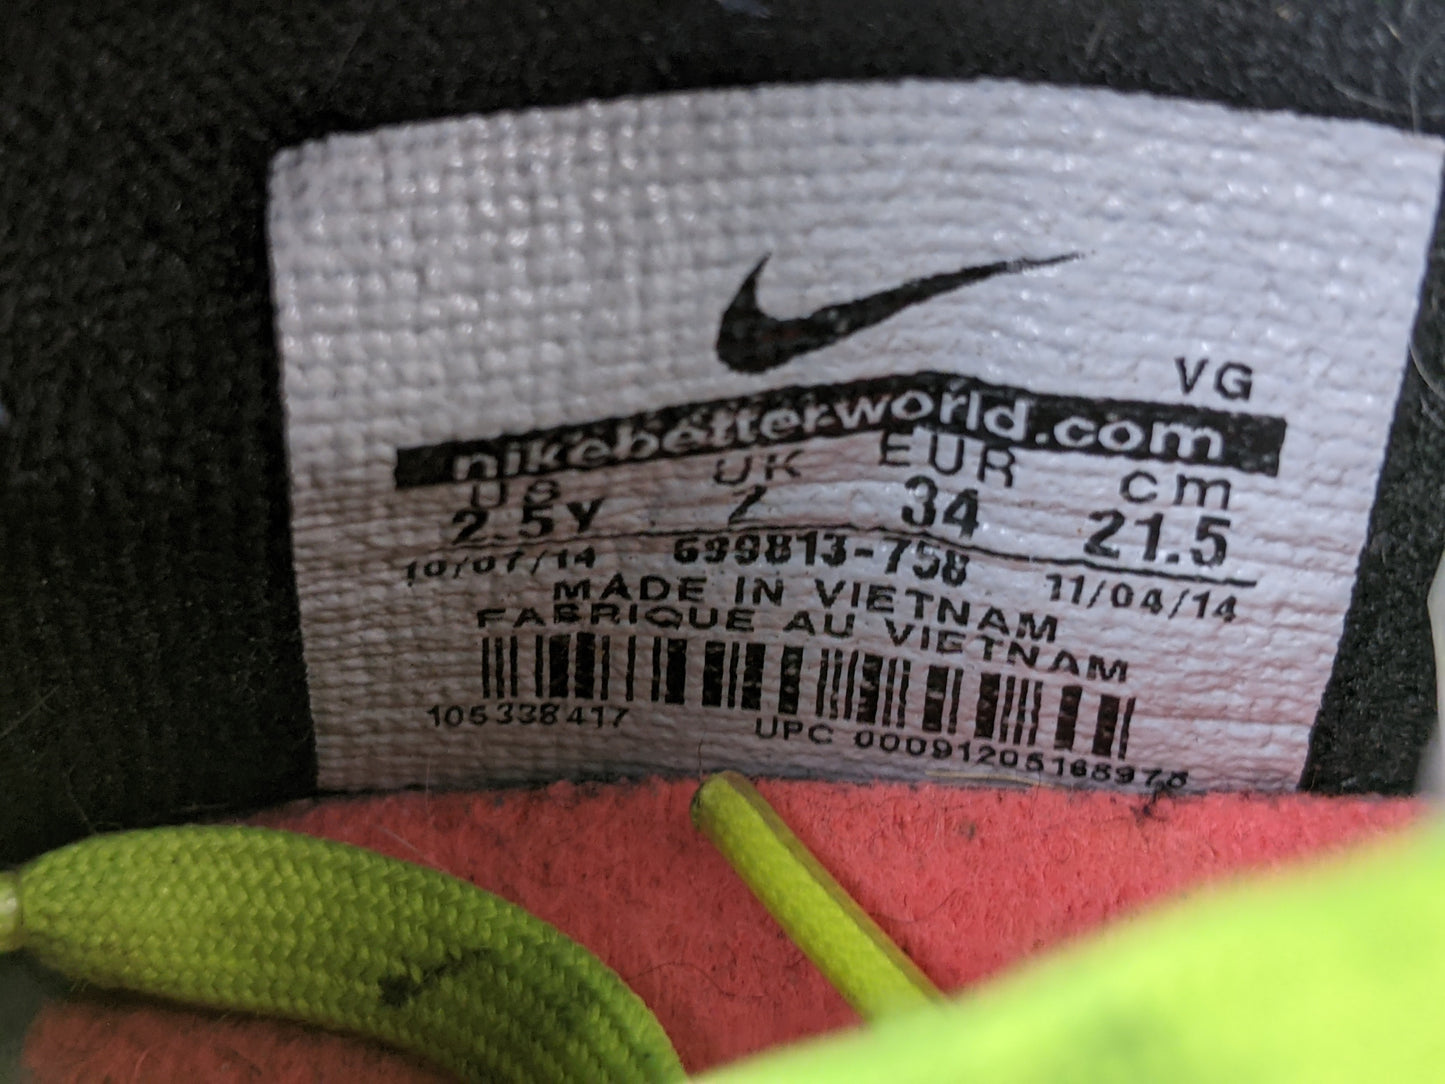 VG
nikebetterworld.com
US UK EUR cm
2.5Y 2 34 21.5
10/07/14 699813-758 11/04/14
MADE IN VIETNAM
FABRIQUE AU VIETNAM
105338417 UPC 00091205168978